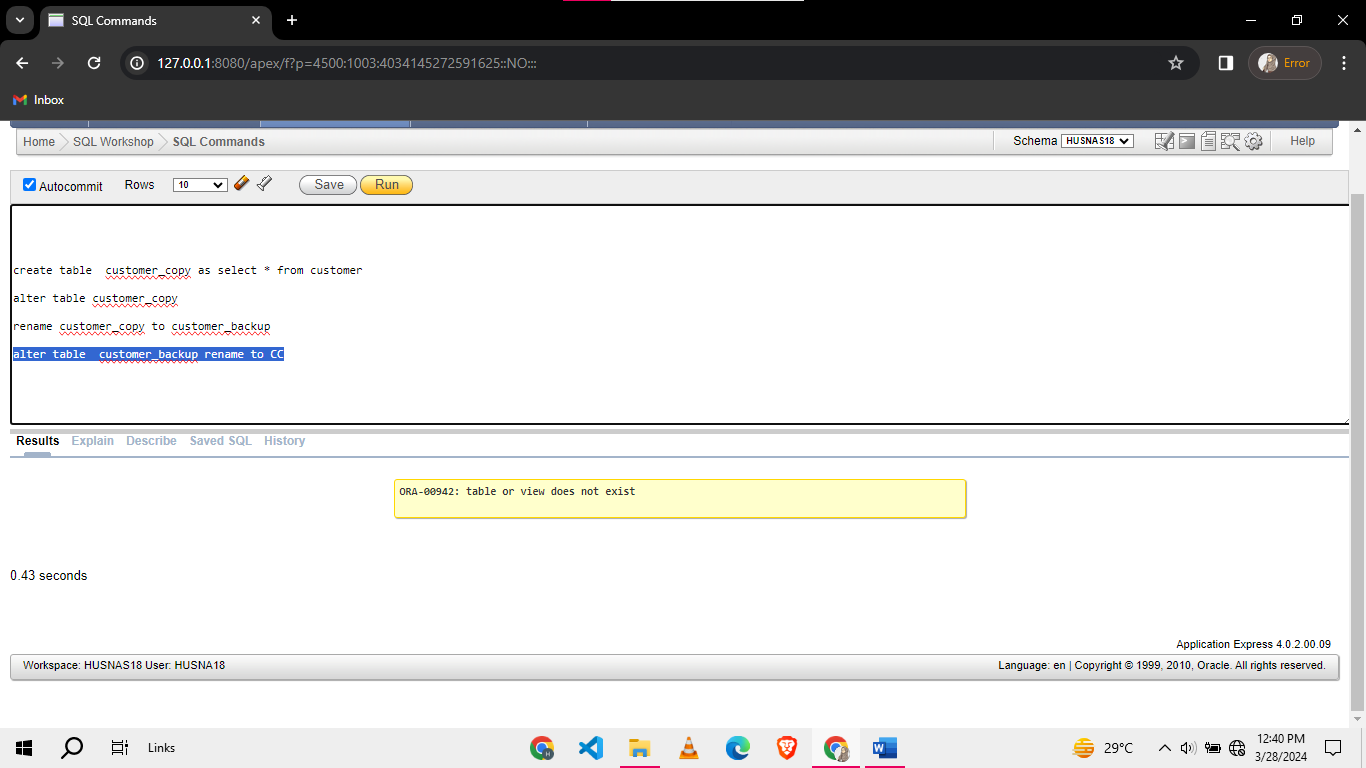 SQL Commands
127.0.0.1:8080/apex/f?p=4500:1003:4034145272591625::NO:::
Error
Inbox
Home SQL Workshop SQL Commands
Schema HUSNAS18 Help
Autocommit Rows 10 Save Run
create table  customer_copy as select * from customer
alter table customer_copy
rename customer_copy to customer_backup
alter table  customer_backup rename to CC
Results Explain Describe Saved SQL History
ORA-00942: table or view does not exist
0.43 seconds
Application Express 4.0.2.00.09
Workspace: HUSNAS18 User: HUSNA18
Language: en | Copyright © 1999, 2010, Oracle. All rights reserved.
Links
29°C
12:40 PM
3/28/2024